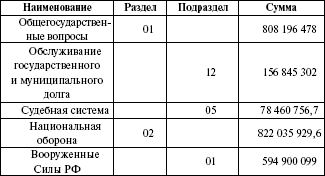 Наименование Раздел Подраздел Сумма
Общегосударствен-
ные вопросы 01 808 196 478
Обслуживание
государственного
и муниципального
долга 12 156 845 302
Судебная система 05 78 460 756,7
Национальная
оборона 02 822 035 929,6
Вооруженные
Силы РФ 01 594 900 099